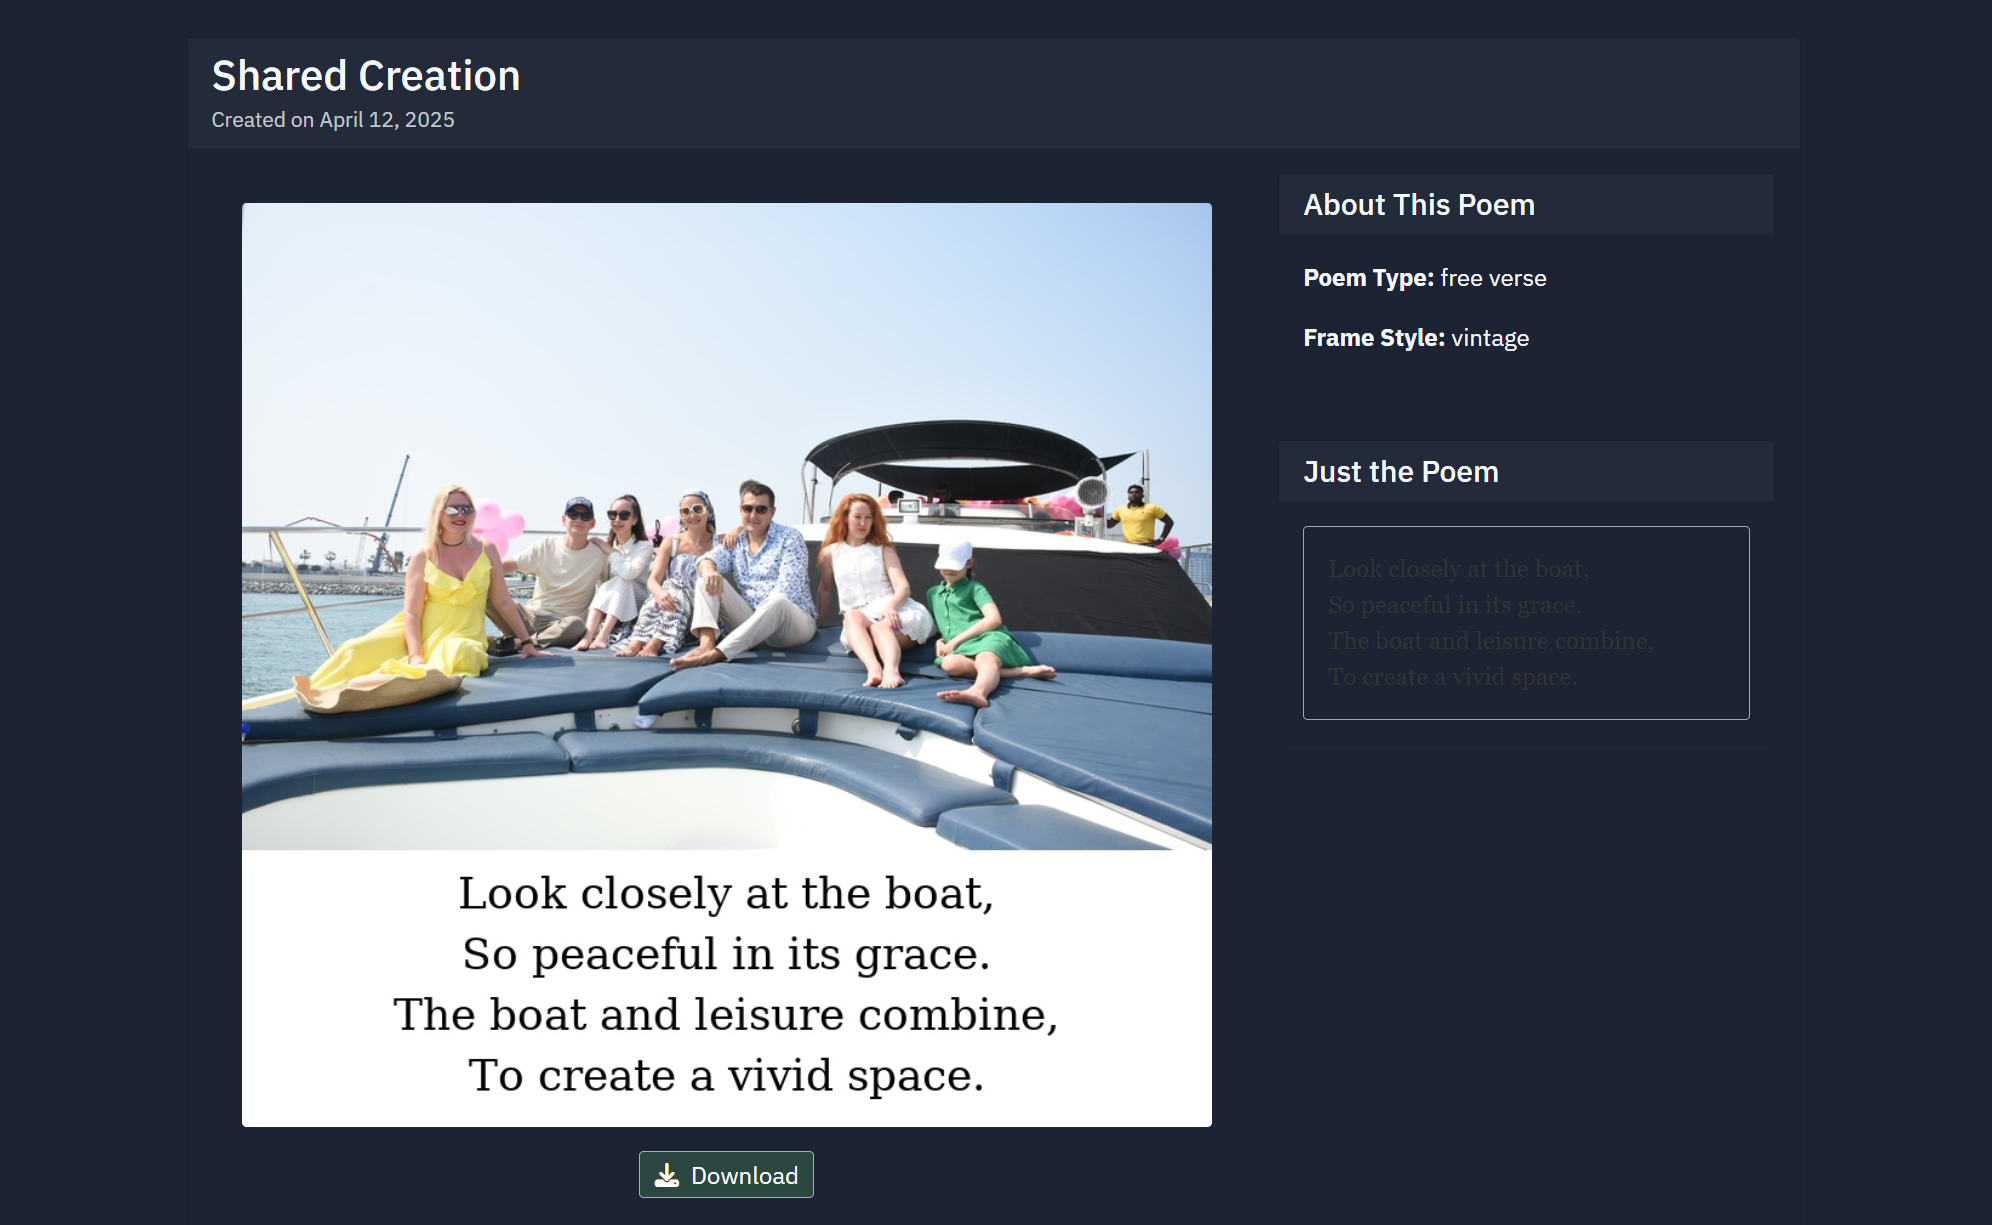 Shared Creation
Created on April 12, 2025
Look closely at the boat,
So peaceful in its grace.
The boat and leisure combine,
To create a vivid space.
Download
About This Poem
Poem Type: free verse
Frame Style: vintage
Just the Poem
Look closely at the boat,
So peaceful in its grace.
The boat and leisure combine,
To create a vivid space.